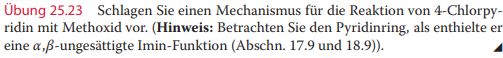 Übung 25.23 Schlagen Sie einen Mechanismus für die Reaktion von 4-Chlorpy-
ridin mit Methoxid vor. (Hinweis: Betrachten Sie den Pyridinring, als enthielte er
eine α,β-ungesättigte Imin-Funktion (Abschn. 17.9 und 18.9)).